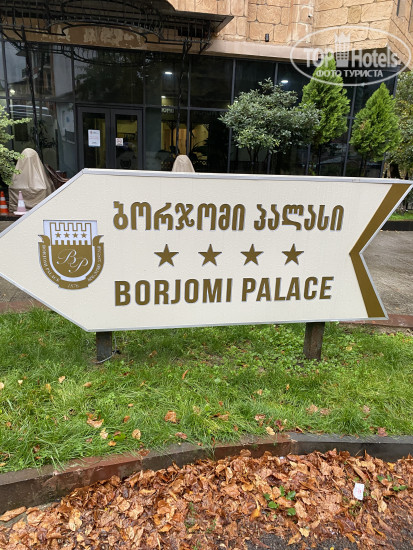 TOP Hotels
ФОТО ТУРИСТА
ბორჯომი პალასი
★ ★ ★ ★
BORJOMI PALACE
BP